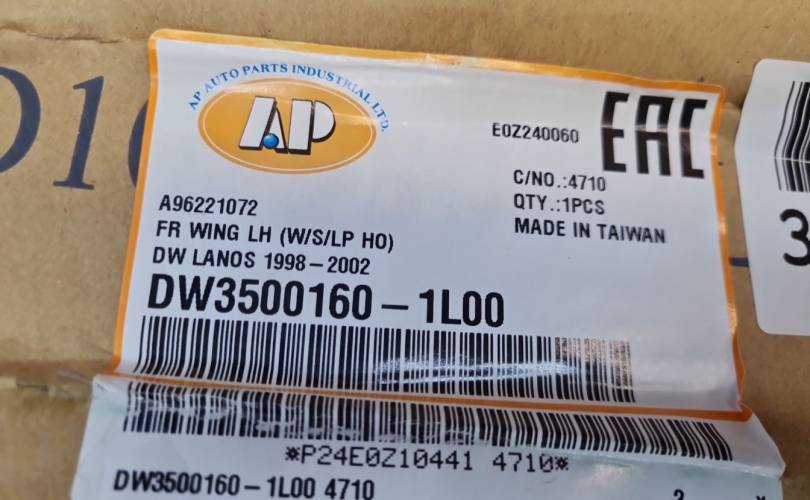 AP AUTO PARTS INDUSTRIAL LTD.
AP
E0Z240060
EAC
C/NO.:4710
QTY.:1PCS
MADE IN TAIWAN
A96221072
FR WING LH (W/S/LP HO)
DW LANOS 1998-2002
DW3500160-1L00
*P24E0Z10441 4710*
DW3500160-1L00 4710
3